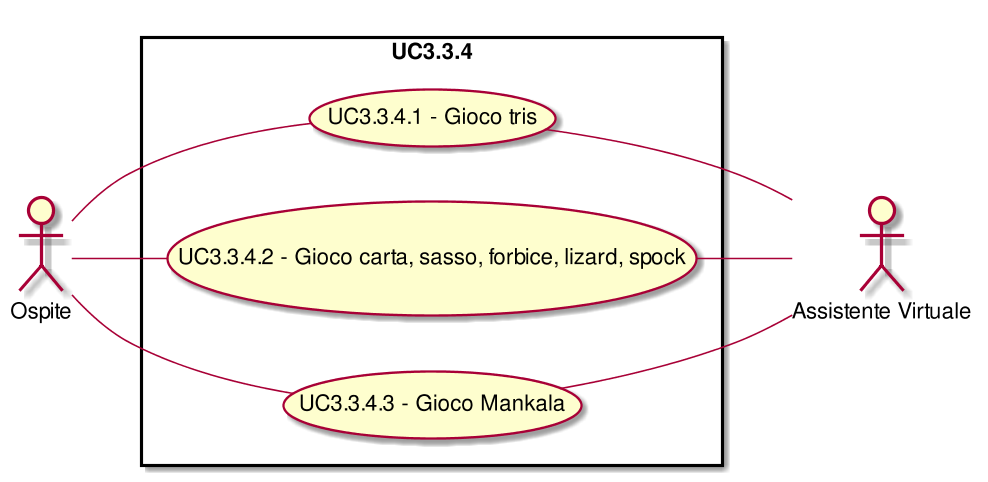 UC3.3.4
UC3.3.4.1 - Gioco tris
UC3.3.4.2 - Gioco carta, sasso, forbice, lizard, spock
Ospite
Assistente Virtuale
UC3.3.4.3 - Gioco Mankala